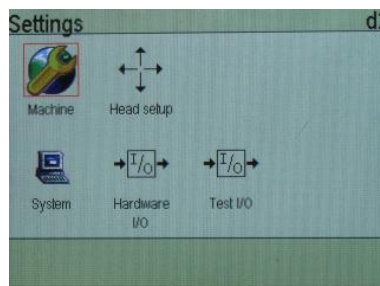 Settings
Machine
Head setup
→I/O→
→I/O→
System
Hardware
I/O
Test I/O